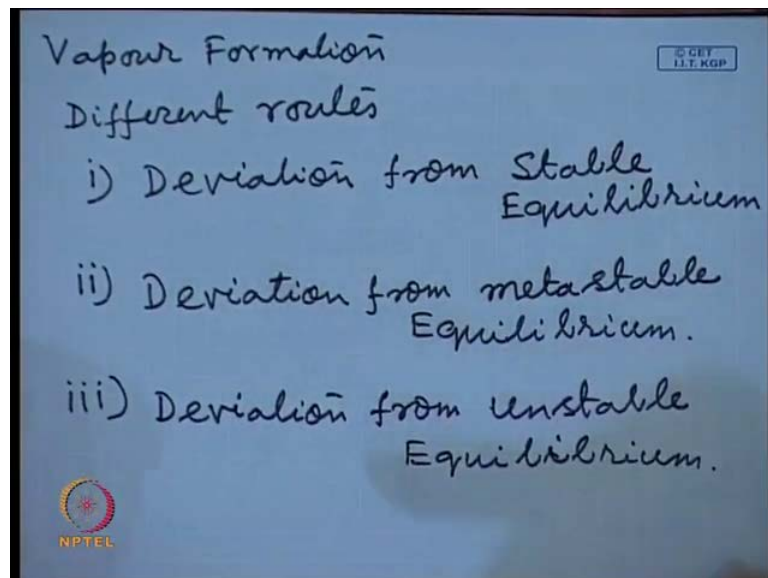 Vapour Formation
© CET
I.I.T. KGP
Different routes
i) Deviation from Stable
Equilibrium
ii) Deviation from metastable
Equilibrium.
iii) Deviation from unstable
Equilibrium.
NPTEL